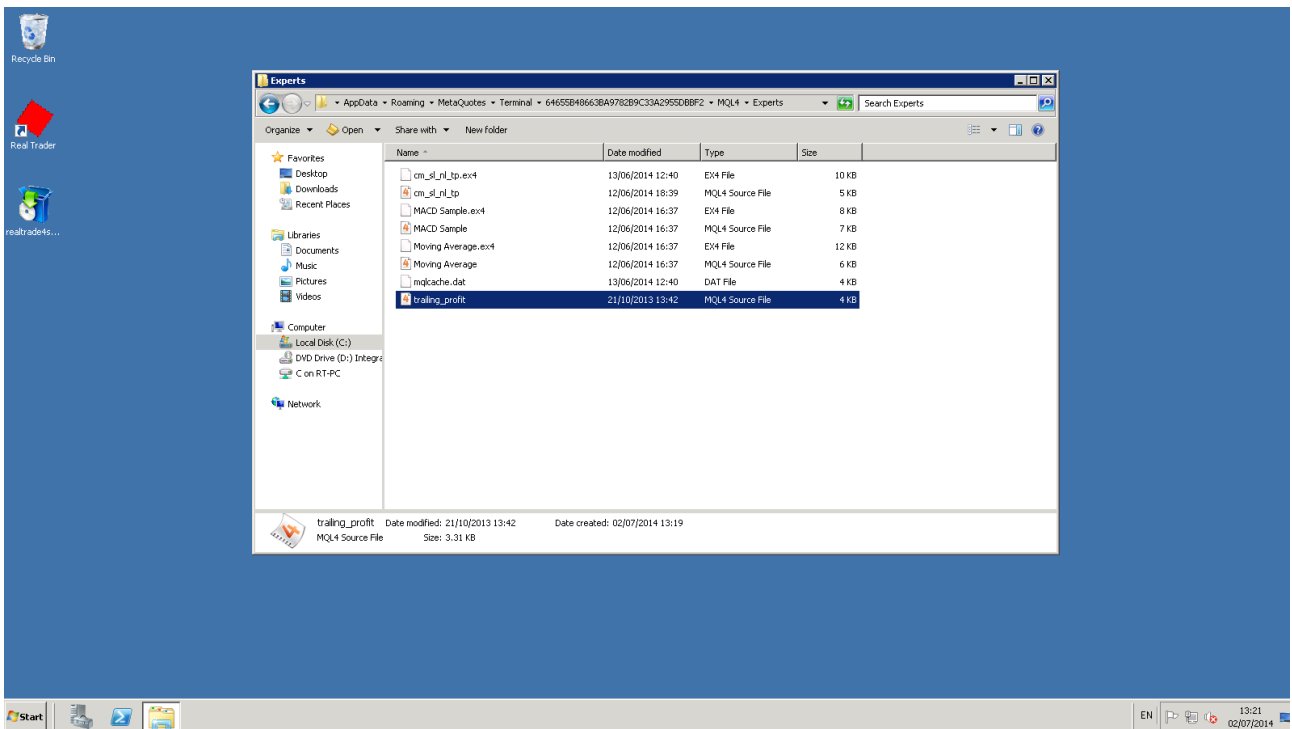 Recycle Bin
Real Trader
realtrade4s...
Experts
AppData Roaming MetaQuotes Terminal 64655B48663BA9782B9C33A2955DBBF2 MQL4 Experts
Search Experts
Organize Open Share with New folder
Favorites
Desktop
Downloads
Recent Places
Libraries
Documents
Music
Pictures
Videos
Computer
Local Disk (C:)
DVD Drive (D:) Integra
C on RT-PC
Network
Name Date modified Type Size
cm_sl_nl_tp.ex4 13/06/2014 12:40 EX4 File 10 KB
cm_sl_nl_tp 12/06/2014 18:39 MQL4 Source File 5 KB
MACD Sample.ex4 12/06/2014 16:37 EX4 File 8 KB
MACD Sample 12/06/2014 16:37 MQL4 Source File 7 KB
Moving Average.ex4 12/06/2014 16:37 EX4 File 12 KB
Moving Average 12/06/2014 16:37 MQL4 Source File 6 KB
mqlcache.dat 13/06/2014 12:40 DAT File 4 KB
trailing_profit 21/10/2013 13:42 MQL4 Source File 4 KB
trailing_profit Date modified: 21/10/2013 13:42 Date created: 02/07/2014 13:19
MQL4 Source File Size: 3.31 KB
Start
EN
13:21
02/07/2014